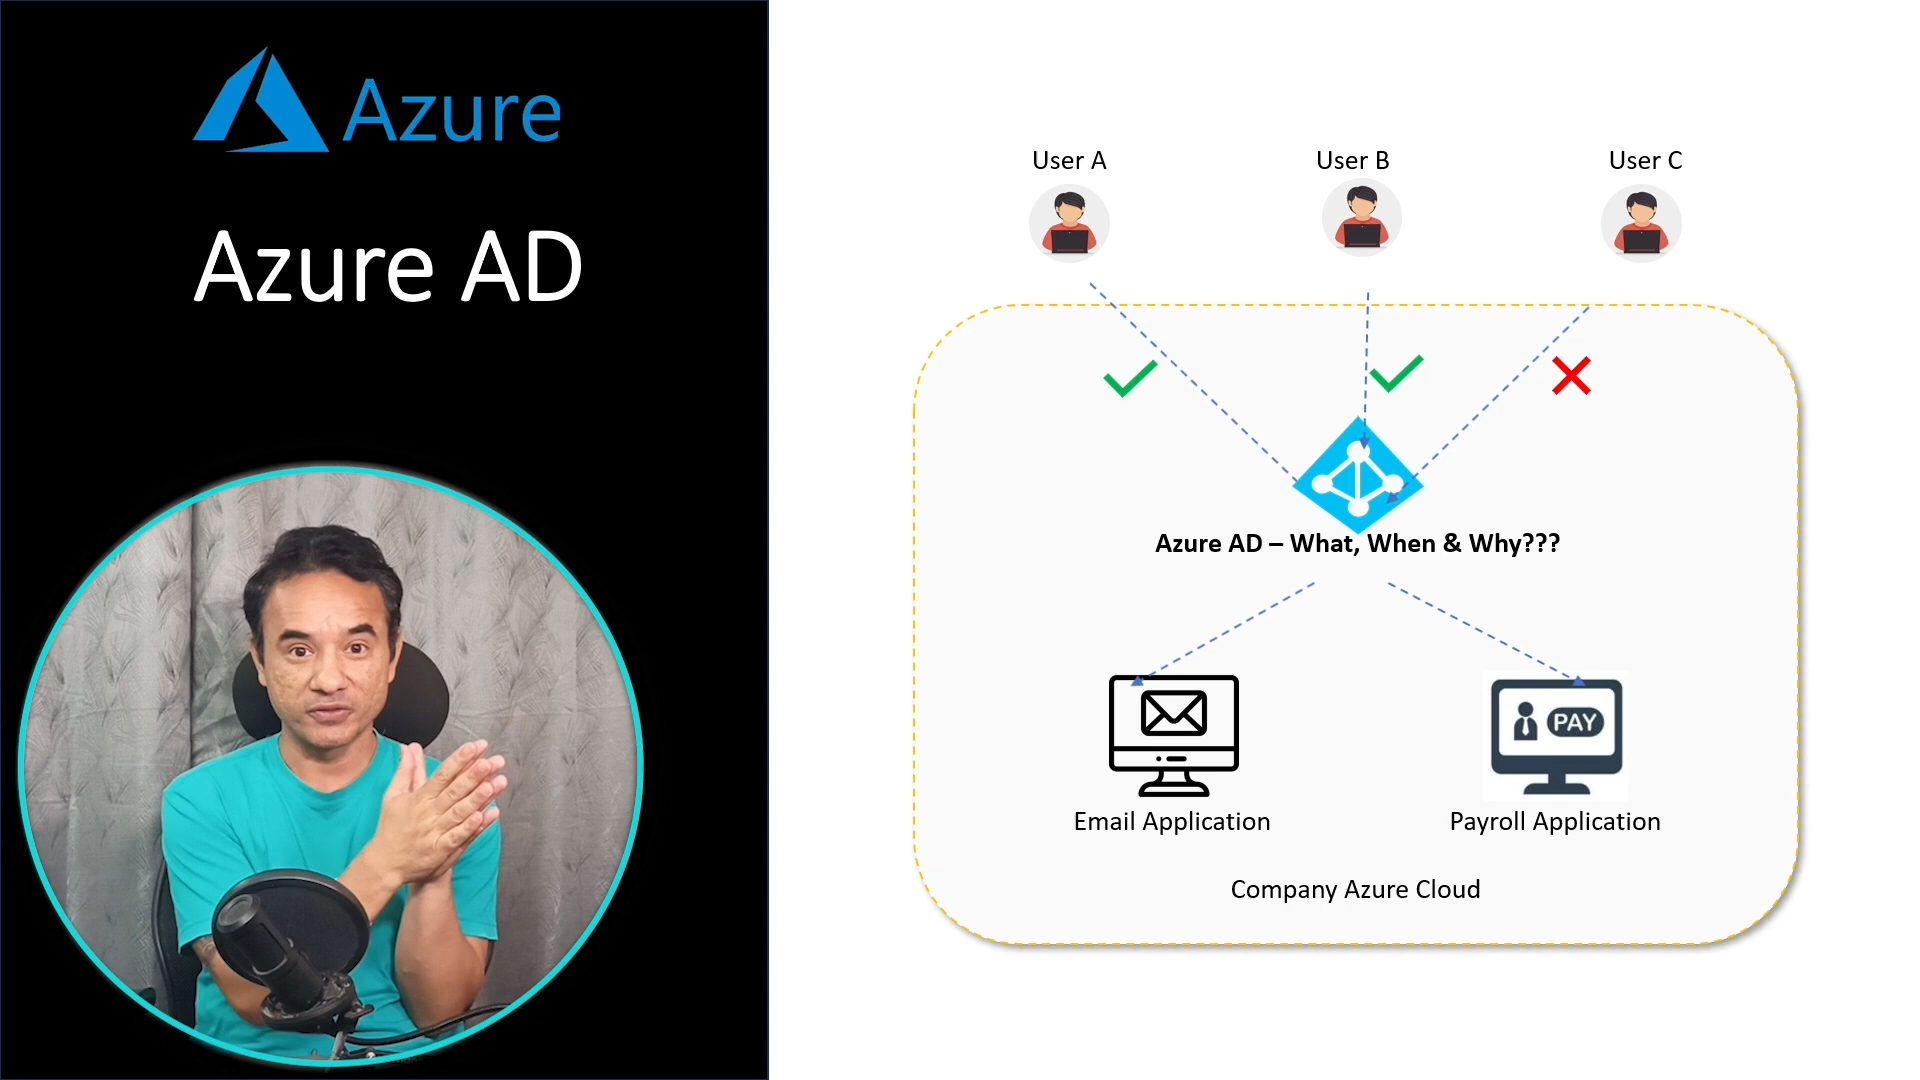 Azure
Azure AD
User A
User B
User C
Azure AD – What, When & Why???
PAY
Email Application
Payroll Application
Company Azure Cloud